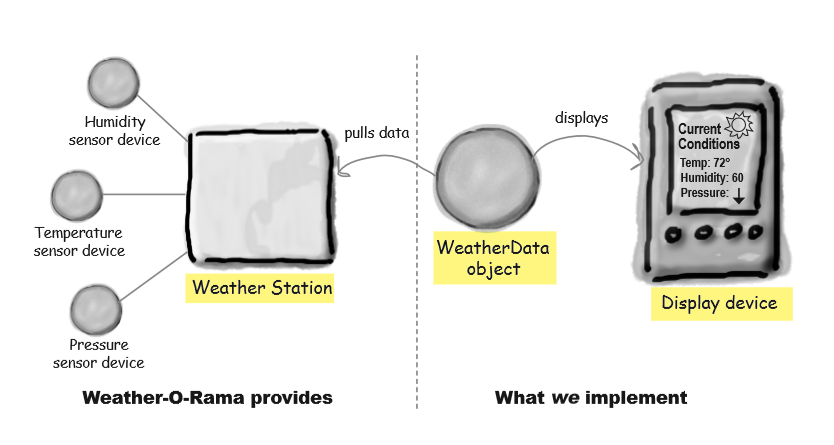 Humidity
sensor device
Temperature
sensor device
Pressure
sensor device
Weather Station
pulls data
WeatherData
object
displays
Current
Conditions
Temp: 72°
Humidity: 60
Pressure:
Display device
Weather-O-Rama provides
What we implement